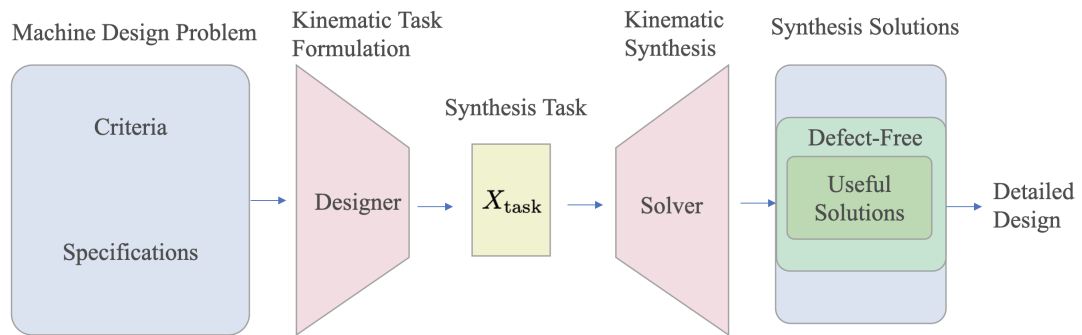 Machine Design Problem
Criteria
Specifications
Kinematic Task
Formulation
Designer
Synthesis Task
X_task
Kinematic
Synthesis
Solver
Synthesis Solutions
Defect-Free
Useful
Solutions
Detailed
Design